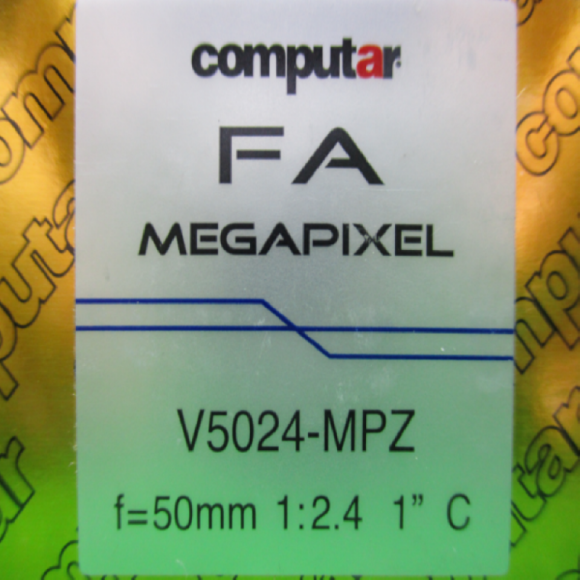 computar
FA
MEGAPIXEL
V5024-MPZ
f=50mm 1:2.4 1” C